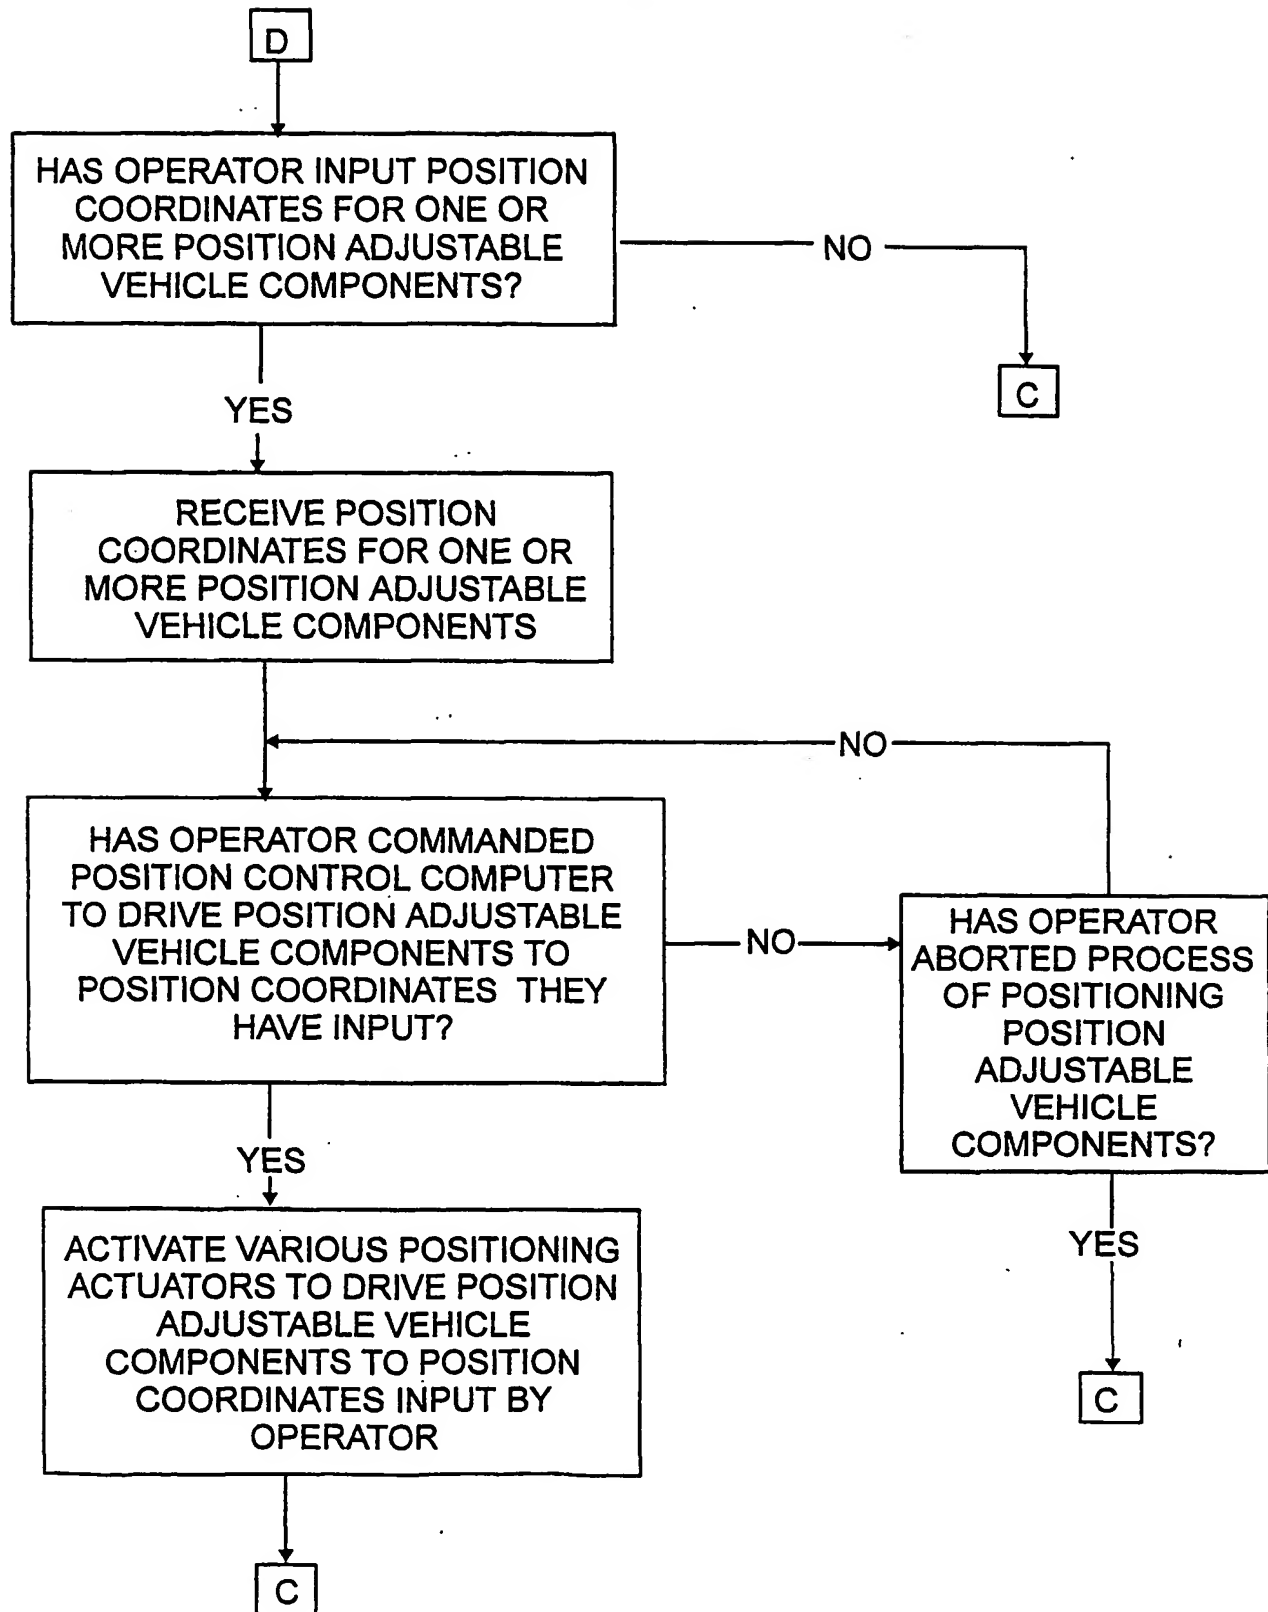 D
HAS OPERATOR INPUT POSITION
COORDINATES FOR ONE OR
MORE POSITION ADJUSTABLE
VEHICLE COMPONENTS?
NO
C
YES
RECEIVE POSITION
COORDINATES FOR ONE OR
MORE POSITION ADJUSTABLE
VEHICLE COMPONENTS
NO
HAS OPERATOR COMMANDED
POSITION CONTROL COMPUTER
TO DRIVE POSITION ADJUSTABLE
VEHICLE COMPONENTS TO
POSITION COORDINATES THEY
HAVE INPUT?
NO
HAS OPERATOR
ABORTED PROCESS
OF POSITIONING
POSITION
ADJUSTABLE
VEHICLE
COMPONENTS?
YES
YES
ACTIVATE VARIOUS POSITIONING
ACTUATORS TO DRIVE POSITION
ADJUSTABLE VEHICLE
COMPONENTS TO POSITION
COORDINATES INPUT BY
OPERATOR
C
C